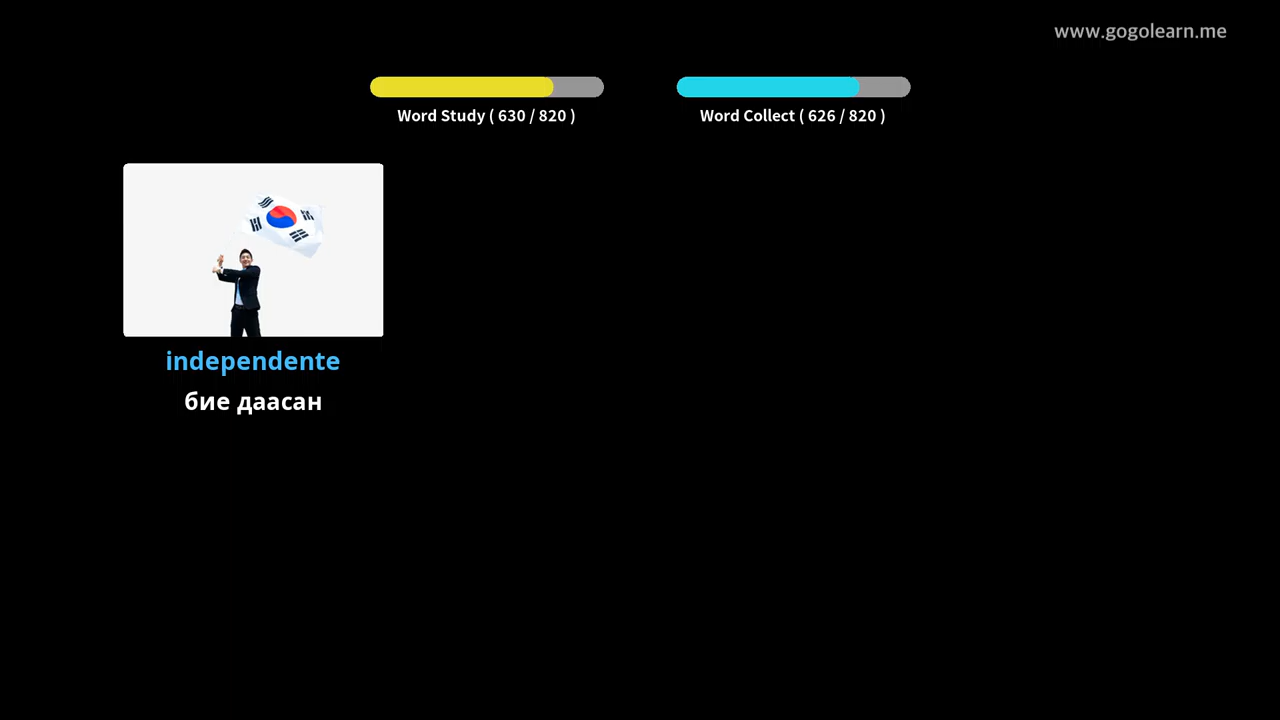 www.gogolearn.me
Word Study ( 630 / 820 )
Word Collect ( 626 / 820 )
independente
бие даасан